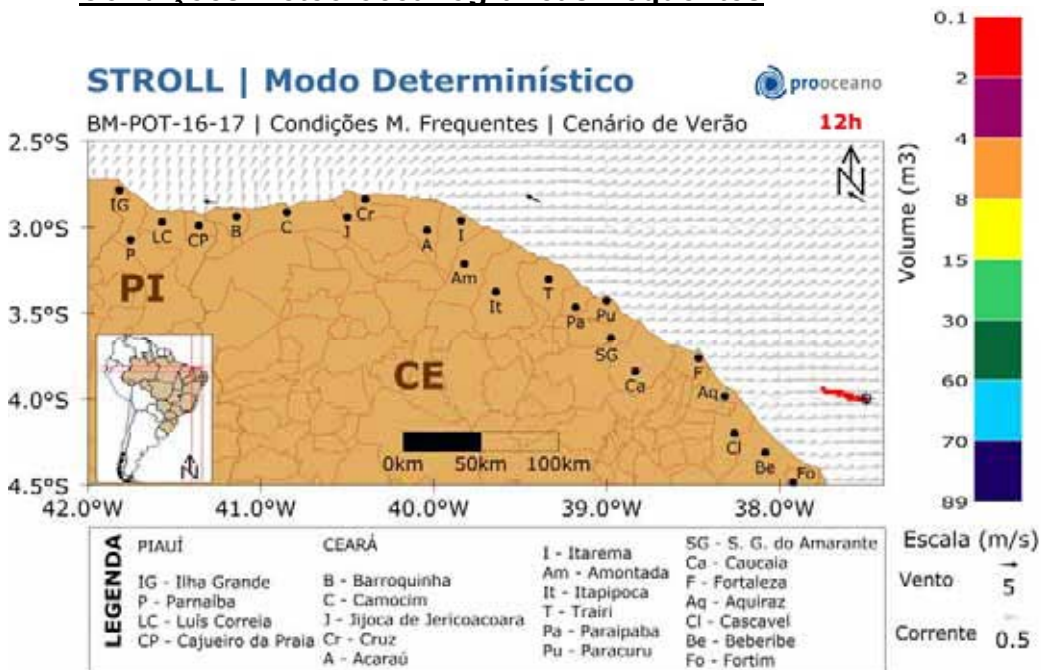 STROLL | Modo Determinístico
prooceano
BM-POT-16-17 | Condições M. Frequentes | Cenário de Verão
12h
N
2.5°S
3.0°S
3.5°S
4.0°S
4.5°S
42.0°W
41.0°W
40.0°W
39.0°W
38.0°W
IG
P
LC
CP
B
C
J
Cr
A
I
Am
It
T
Pa
Pu
SG
Ca
F
Aq
Cl
Be
Fo
PI
CE
N
0km 50km 100km
Volume (m3)
0.1
2
4
8
15
30
60
70
89
Escala (m/s)
Vento 5
Corrente 0.5
LEGENDA
PIAUÍ
IG - Ilha Grande
P - Parnaíba
LC - Luís Correia
CP - Cajueiro da Praia
CEARÁ
B - Barroquinha
C - Camocim
J - Jijoca de Jericoacoara
Cr - Cruz
A - Acaraú
I - Itarema
Am - Amontada
It - Itapipoca
T - Trairi
Pa - Paraipaba
Pu - Paracuru
SG - S. G. do Amarante
Ca - Caucaia
F - Fortaleza
Aq - Aquiraz
Cl - Cascavel
Be - Beberibe
Fo - Fortim